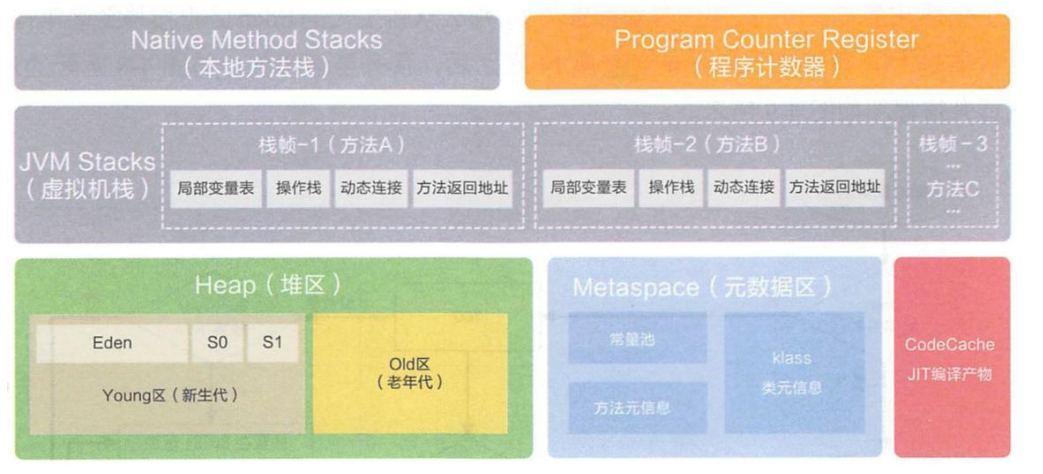 Native Method Stacks
（本地方法栈）
Program Counter Register
（程序计数器）
JVM Stacks
（虚拟机栈）
栈帧-1（方法A）
局部变量表
操作栈
动态连接
方法返回地址
栈帧-2（方法B）
局部变量表
操作栈
动态连接
方法返回地址
栈帧-3
...
方法C
...
Heap（堆区）
Eden
S0
S1
Young区（新生代）
Old区
（老年代）
Metaspace（元数据区）
常量池
方法元信息
klass
类元信息
CodeCache
JIT编译产物